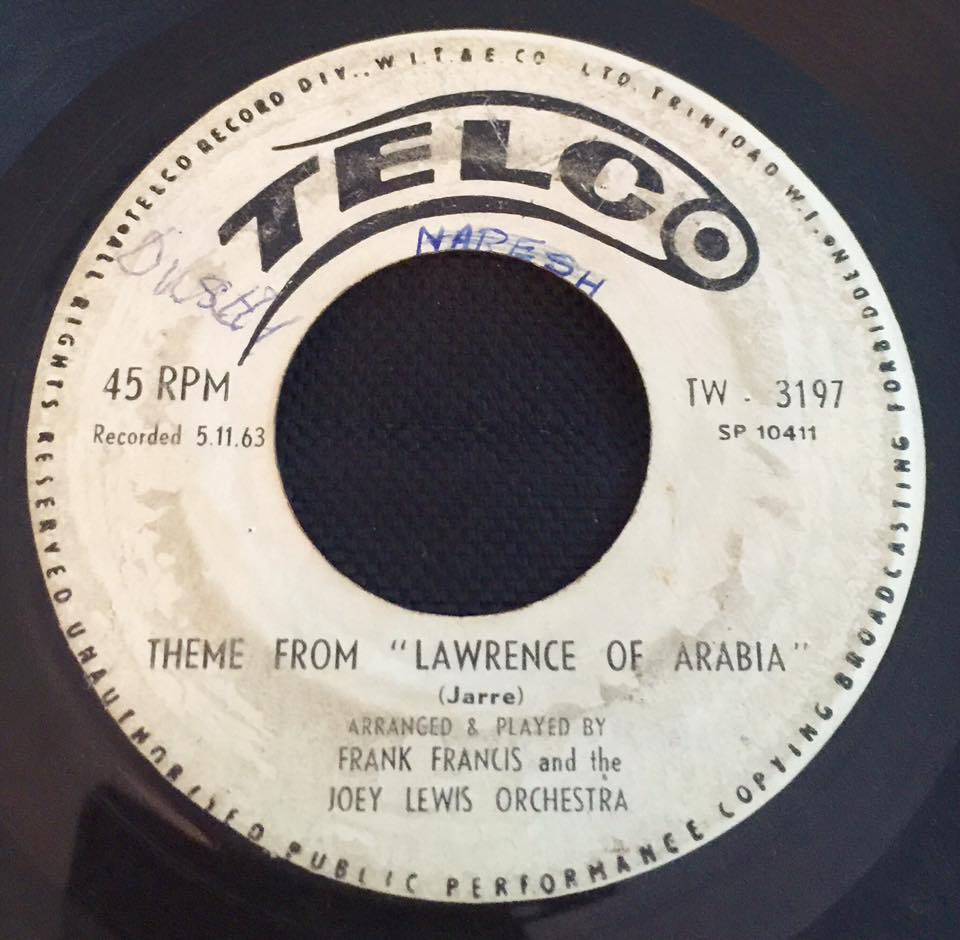 TELCO RECORD DIV., W.I.T. & E. CO LTD. TRINIDAD W.I.
FORBIDDEN
TELCO
NARESH
45 RPM
Recorded 5.11.63
TW - 3197
SP 10411
THEME FROM "LAWRENCE OF ARABIA"
(Jarre)
ARRANGED & PLAYED BY
FRANK FRANCIS and the
JOEY LEWIS ORCHESTRA
ALL RIGHTS RESERVED UNAUTHORISED PUBLIC PERFORMANCE COPYING BROADCASTING